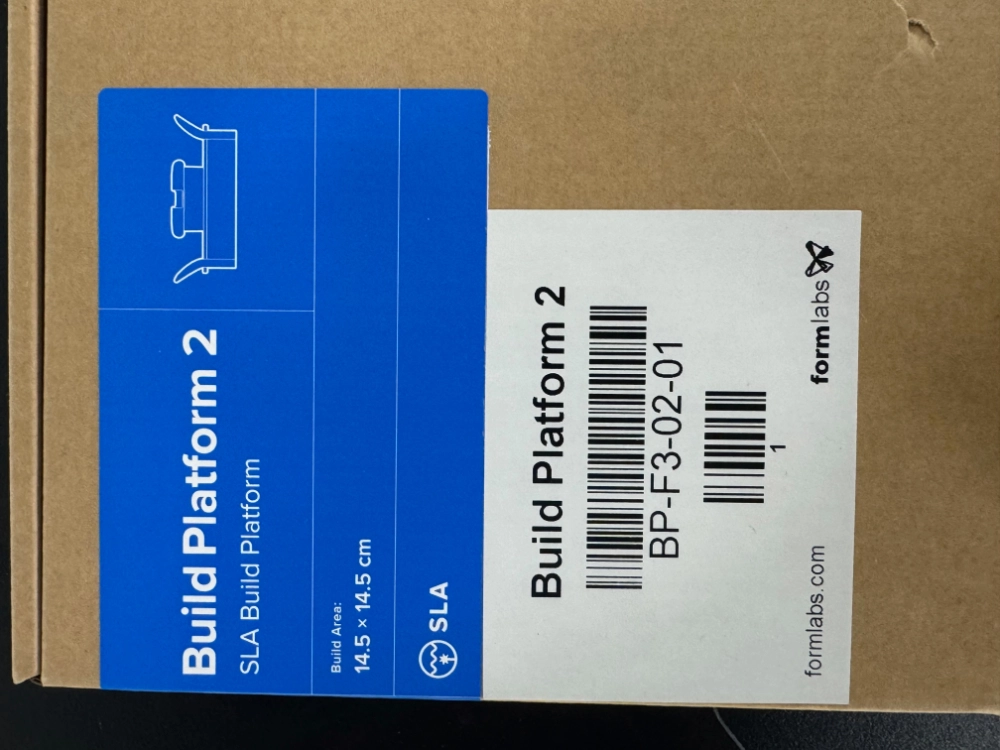 Build Platform 2
SLA Build Platform
Build Area:
14.5 × 14.5 cm
SLA
Build Platform 2
BP-F3-02-01
1
formlabs.com
formlabs